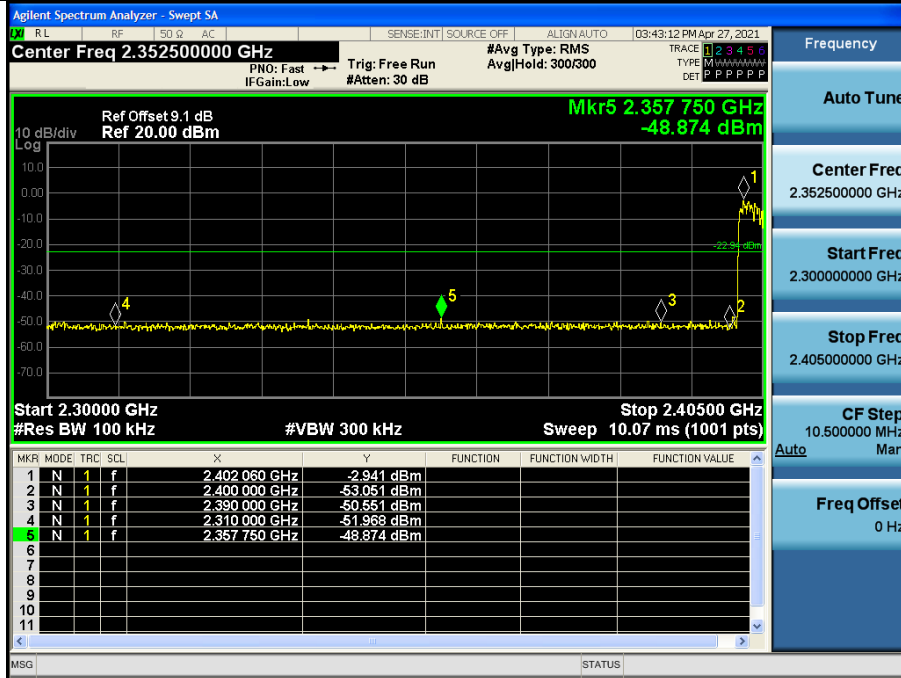 Agilent Spectrum Analyzer - Swept SA
LXI RL RF 50 Ω AC SENSE:INT SOURCE OFF ALIGN AUTO 03:43:12 PM Apr 27, 2021
Center Freq 2.352500000 GHz
PNO: Fast
IFGain:Low
Trig: Free Run
#Atten: 30 dB
#Avg Type: RMS
Avg|Hold: 300/300
TRACE 1 2 3 4 5 6
TYPE M WWWWW
DET P P P P P P
Mkr5 2.357 750 GHz
-48.874 dBm
Ref Offset 9.1 dB
10 dB/div Ref 20.00 dBm
Log
10.0
0.00
-10.0
-20.0
-30.0
-40.0
-50.0
-60.0
-70.0
-22.94 dBm
1
2
3
4
5
Start 2.30000 GHz Stop 2.40500 GHz
#Res BW 100 kHz #VBW 300 kHz Sweep 10.07 ms (1001 pts)
MKR MODE TRC SCL X Y FUNCTION FUNCTION WIDTH FUNCTION VALUE
1 N 1 f 2.402 060 GHz -2.941 dBm
2 N 1 f 2.400 000 GHz -53.051 dBm
3 N 1 f 2.390 000 GHz -50.551 dBm
4 N 1 f 2.310 000 GHz -51.968 dBm
5 N 1 f 2.357 750 GHz -48.874 dBm
6
7
8
9
10
11
MSG STATUS
Frequency
Auto Tune
Center Freq
2.352500000 GHz
Start Freq
2.300000000 GHz
Stop Freq
2.405000000 GHz
CF Step
10.500000 MHz
Auto Man
Freq Offset
0 Hz